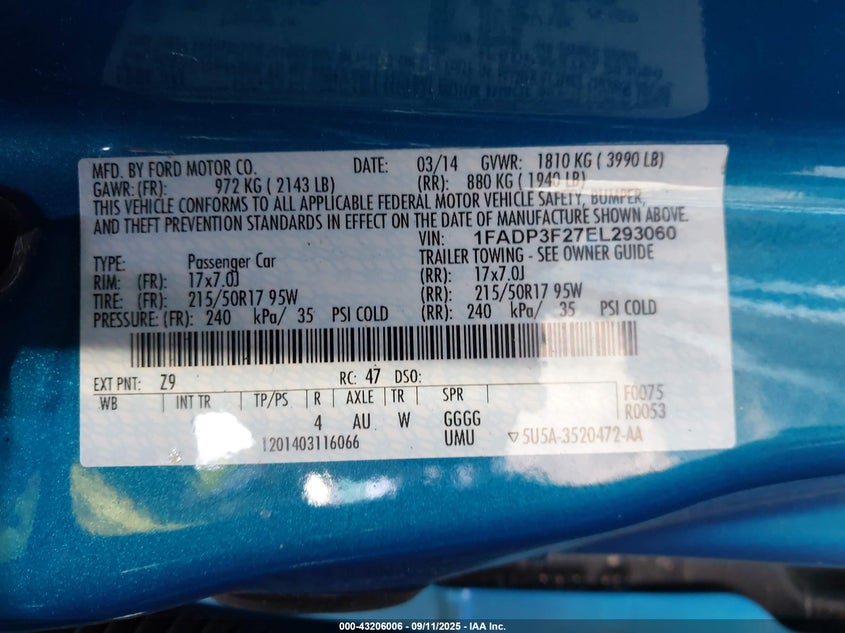 MFD. BY FORD MOTOR CO. DATE: 03/14 GVWR: 1810 KG ( 3990 LB)
GAWR: (FR): 972 KG ( 2143 LB) (RR): 880 KG ( 1940 LB)
THIS VEHICLE CONFORMS TO ALL APPLICABLE FEDERAL MOTOR VEHICLE SAFETY, BUMPER,
AND THEFT PREVENTION STANDARDS IN EFFECT ON THE DATE OF MANUFACTURE SHOWN ABOVE.
VIN: 1FADP3F27EL293060
TYPE: Passenger Car TRAILER TOWING - SEE OWNER GUIDE
RIM: (FR): 17x7.0J (RR): 17x7.0J
TIRE: (FR): 215/50R17 95W (RR): 215/50R17 95W
PRESSURE: (FR): 240 kPa/ 35 PSI COLD (RR): 240 kPa/ 35 PSI COLD
EXT PNT: Z9 RC: 47 DSO:
WB INT TR TP/PS R AXLE TR SPR F0075
4 AU W GGGG R0053
1201403116066 UMU ▽ 5U5A-3520472-AA
000-43206006 - 09/11/2025 - IAA Inc.